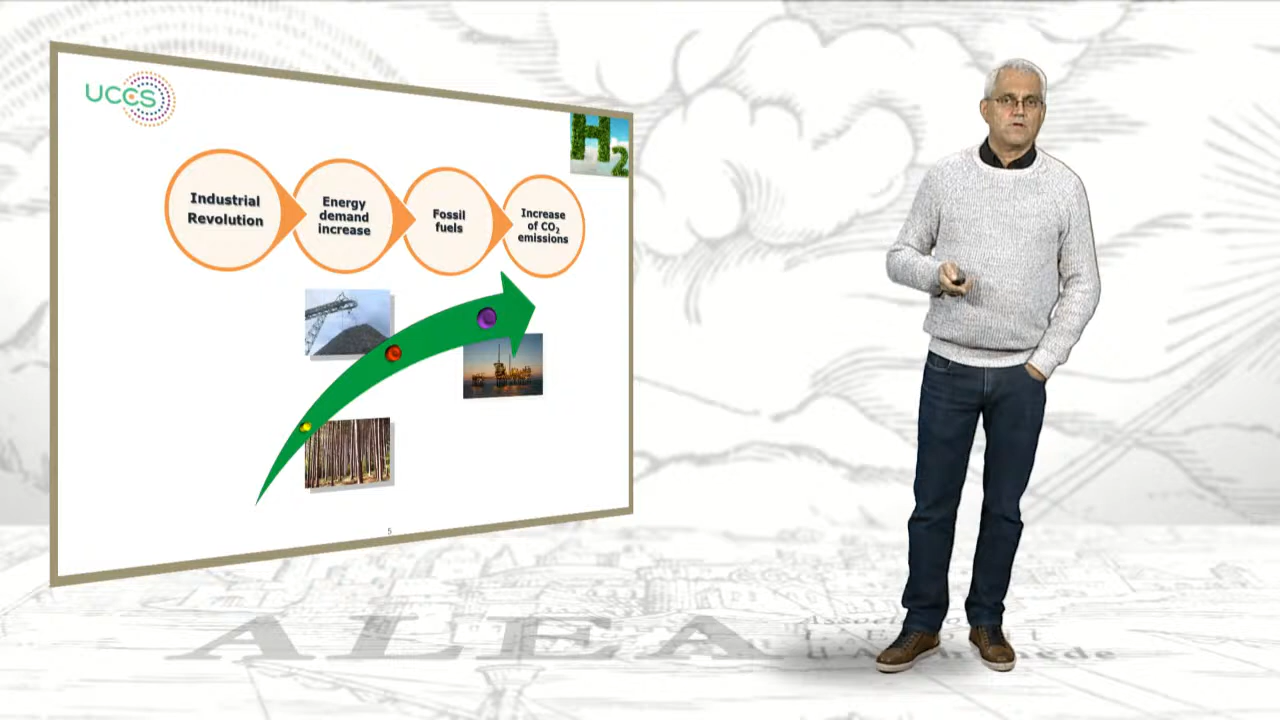 UCCS
H2
Industrial
Revolution
Energy
demand
increase
Fossil
fuels
Increase
of CO₂
emissions
5
ALEA